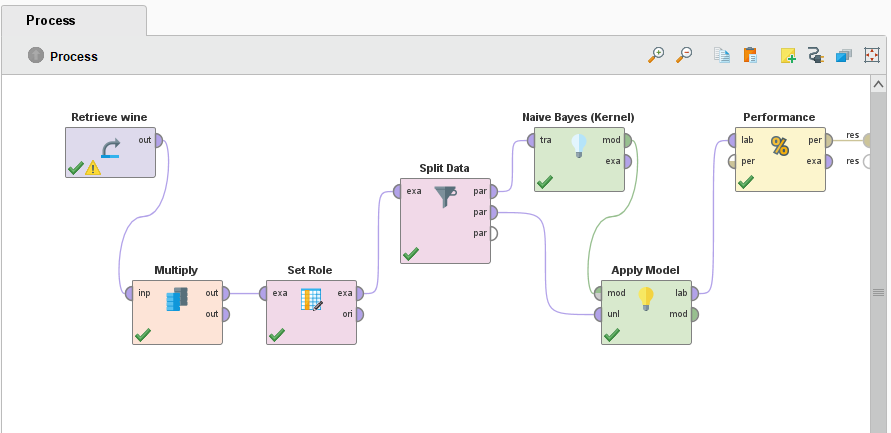 Process
Process
Retrieve wine
out
Multiply
inp
out
out
Set Role
exa
exa
ori
Split Data
exa
par
par
par
Naive Bayes (Kernel)
tra
mod
exa
Apply Model
mod
lab
unl
mod
Performance
%
lab
per
per
exa
res
res